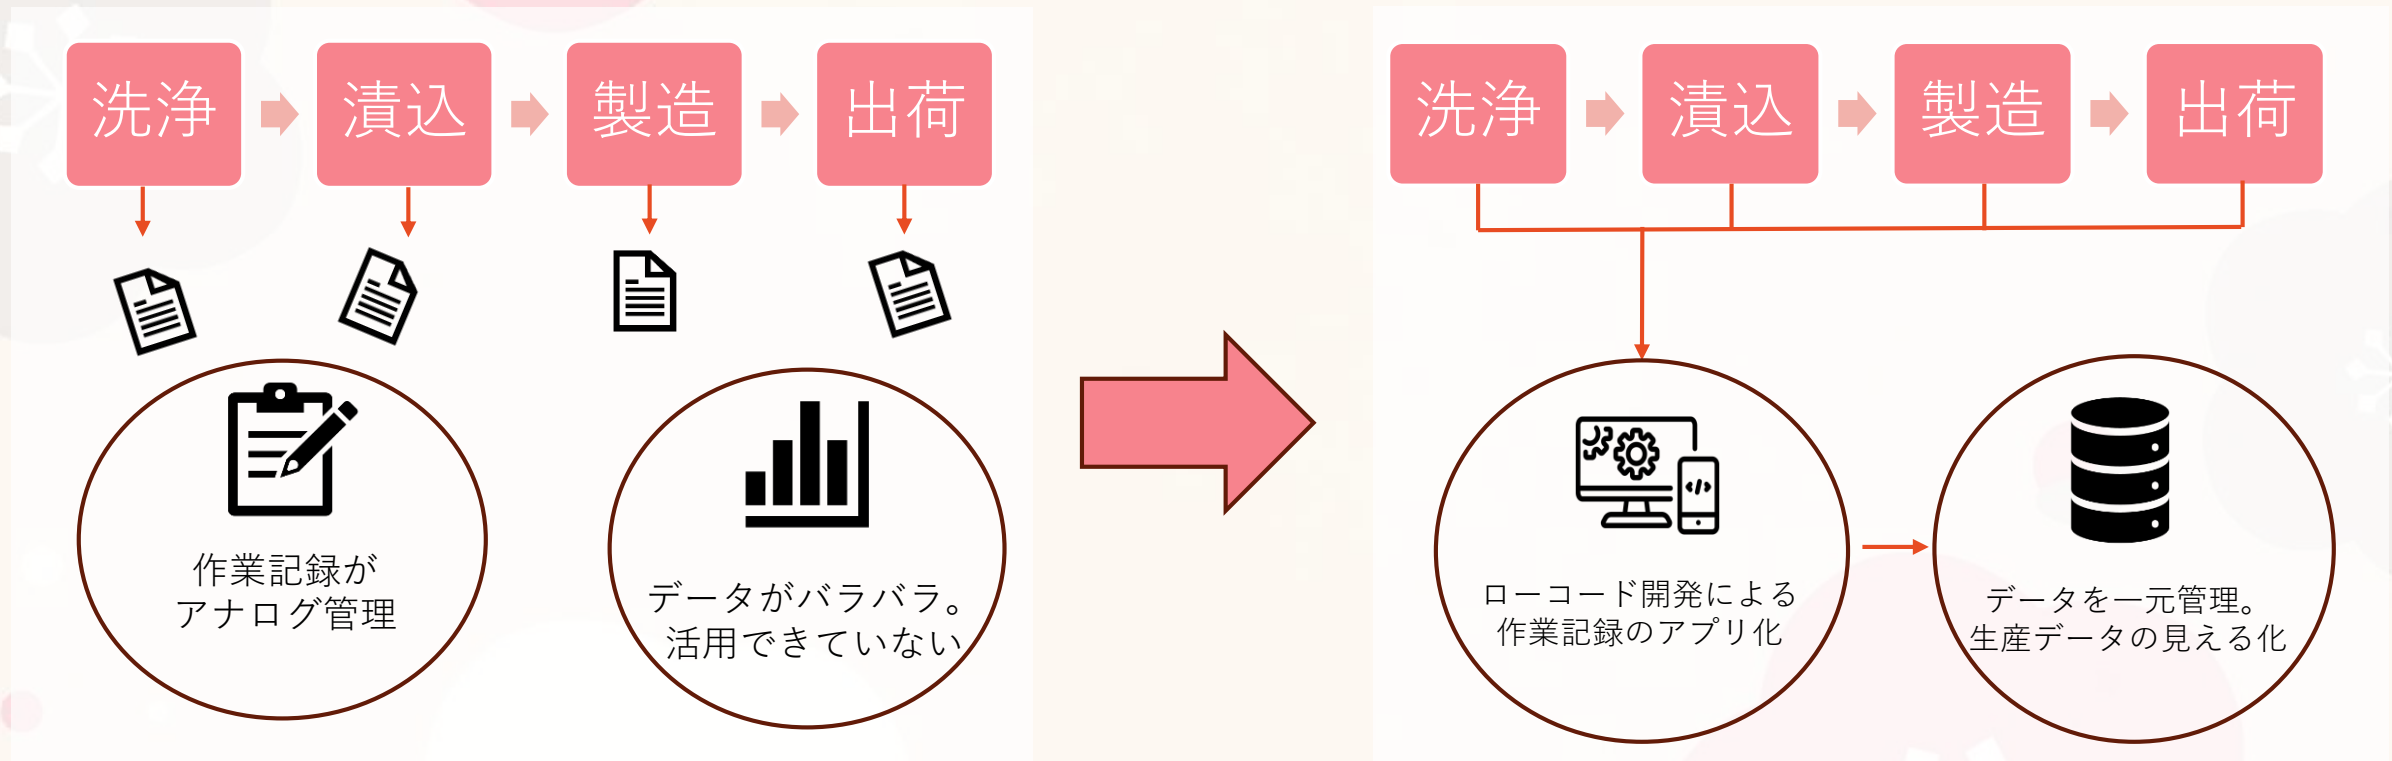 洗浄
漬込
製造
出荷
作業記録が
アナログ管理
データがバラバラ。
活用できていない
洗浄
漬込
製造
出荷
ローコード開発による
作業記録のアプリ化
データを一元管理。
生産データの見える化